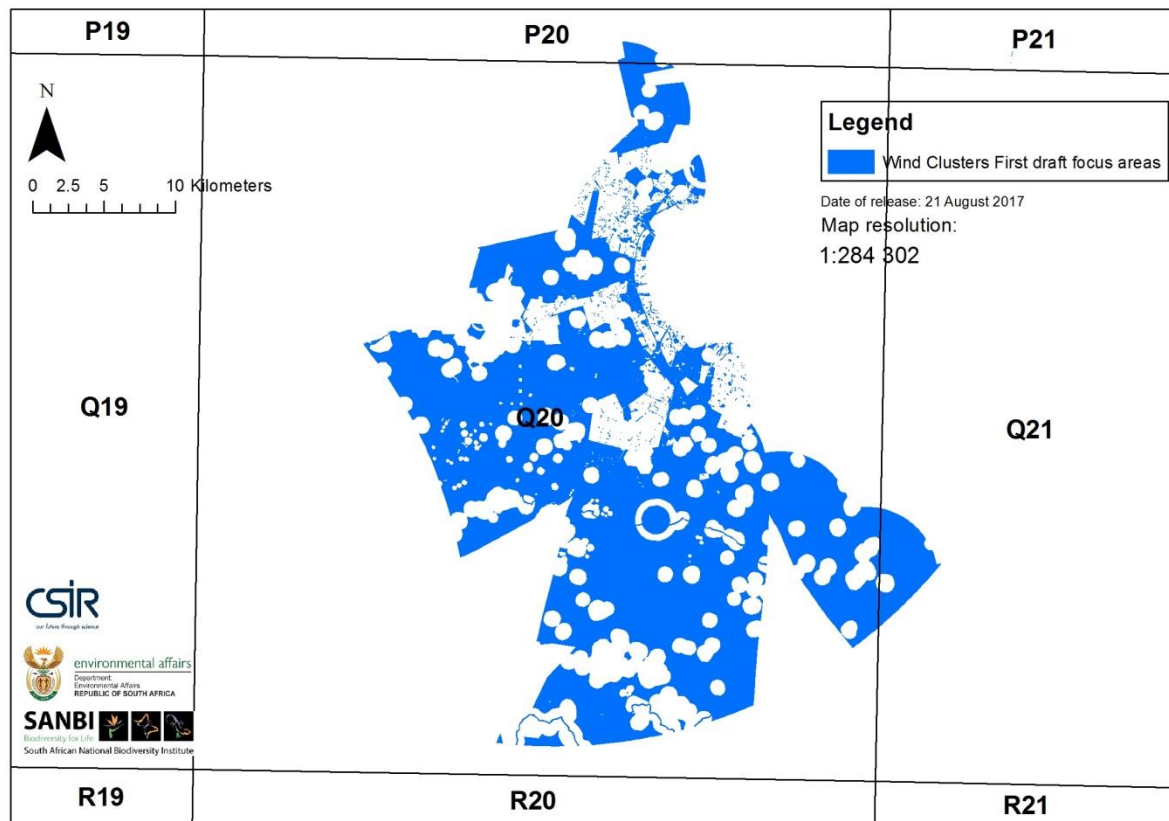 P19
P20
P21
N
0 2.5 5 10 Kilometers
Legend
Wind Clusters First draft focus areas
Date of release: 21 August 2017
Map resolution:
1:284 302
Q19
Q20
Q21
CSIR
our future through science
environmental affairs
Department:
Environmental Affairs
REPUBLIC OF SOUTH AFRICA
SANBI
Biodiversity for Life
South African National Biodiversity Institute
R19
R20
R21